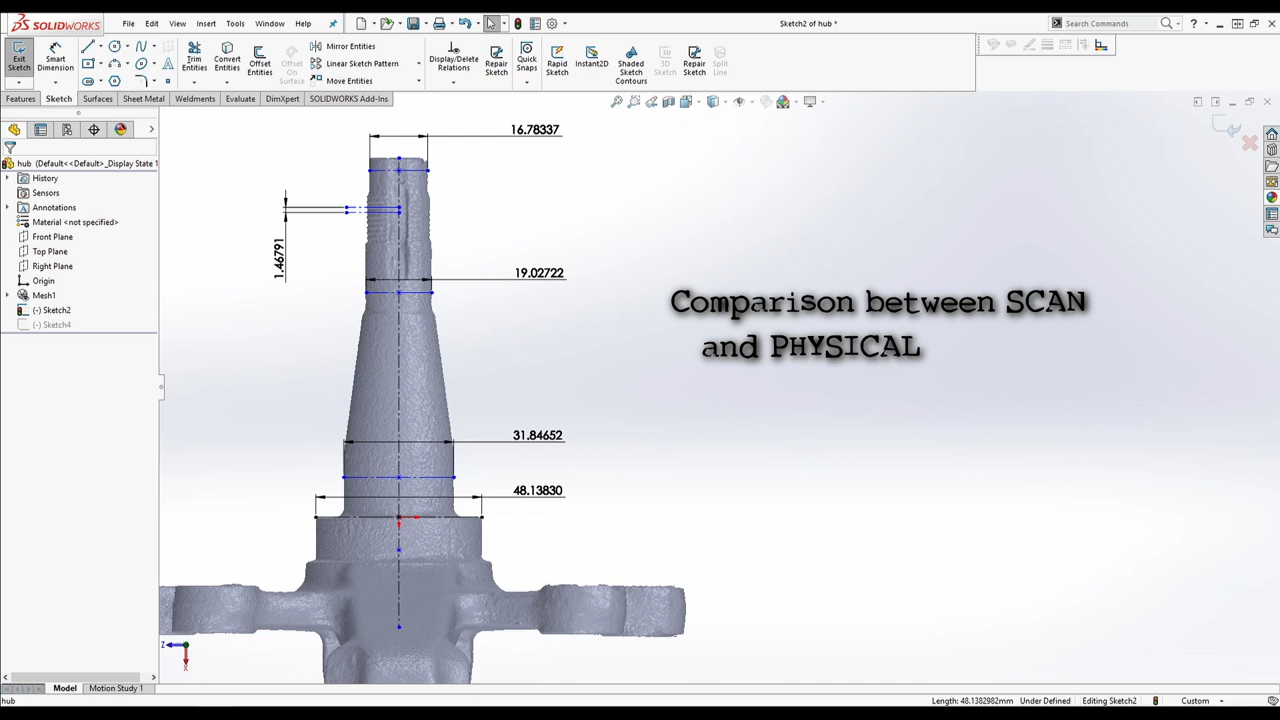 SOLIDWORKS
File Edit View Insert Tools Window Help
Sketch2 of hub *
Search Commands
Exit Sketch
Smart Dimension
Trim Entities
Convert Entities
Offset Entities
Offset On Surface
Mirror Entities
Linear Sketch Pattern
Move Entities
Display/Delete Relations
Repair Sketch
Quick Snaps
Rapid Sketch
Instant2D
Shaded Sketch Contours
3D Sketch
Repair Sketch
Split Line
Features Sketch Surfaces Sheet Metal Weldments Evaluate DimXpert SOLIDWORKS Add-Ins
hub (Default<<Default>_Display State 1
History
Sensors
Annotations
Material <not specified>
Front Plane
Top Plane
Right Plane
Origin
Mesh1
(-) Sketch2
(-) Sketch4
16.78337
1.46791
19.02722
31.84652
48.13830
Comparison between SCAN
and PHYSICAL
Z
X
Model Motion Study 1
hub
Length: 48.1382982mm Under Defined Editing Sketch2 Custom